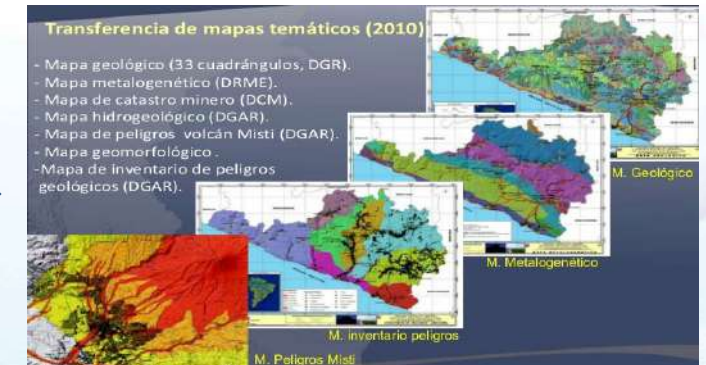 Transferencia de mapas temáticos (2010)
- Mapa geológico (33 cuadrángulos, DGR).
- Mapa metalogenético (DRME).
- Mapa de catastro minero (DCM).
- Mapa hidrogeológico (DGAR).
- Mapa de peligros volcán Misti (DGAR).
- Mapa geomorfológico .
-Mapa de inventario de peligros
geológicos (DGAR).
M. Geológico
M. Metalogenético
M. inventario peligros
M. Peligros Misti